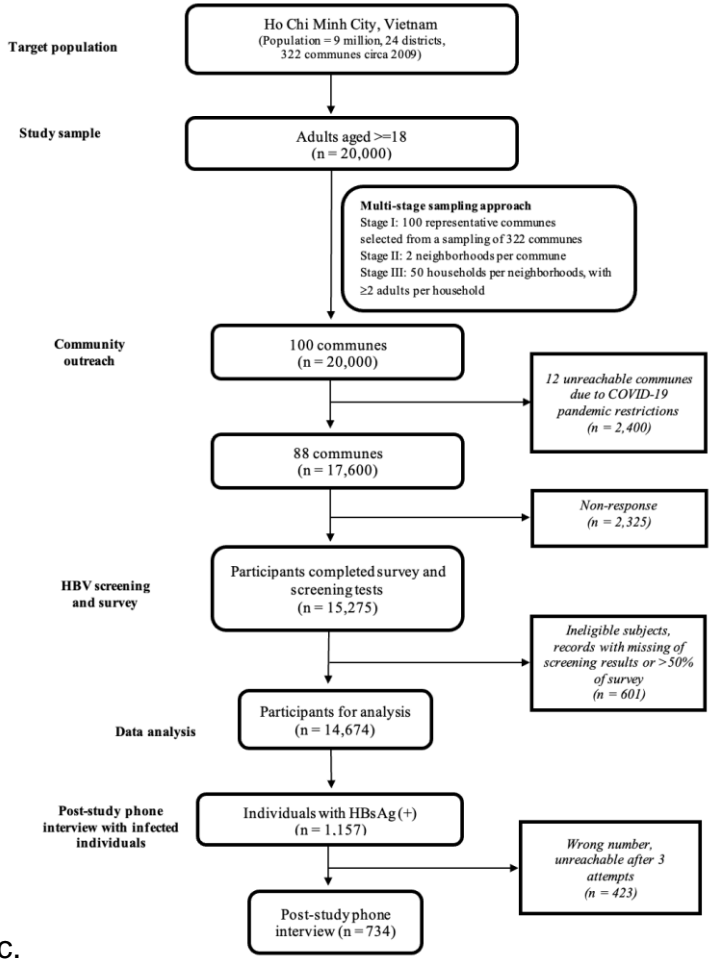 Target population
Ho Chi Minh City, Vietnam
(Population = 9 million, 24 districts,
322 communes circa 2009)
Study sample
Adults aged >=18
(n = 20,000)
Multi-stage sampling approach
Stage I: 100 representative communes
selected from a sampling of 322 communes
Stage II: 2 neighborhoods per commune
Stage III: 50 households per neighborhoods, with
≥2 adults per household
Community
outreach
100 communes
(n = 20,000)
12 unreachable communes
due to COVID-19
pandemic restrictions
(n = 2,400)
88 communes
(n = 17,600)
Non-response
(n = 2,325)
HBV screening
and survey
Participants completed survey and
screening tests
(n = 15,275)
Ineligible subjects,
records with missing of
screening results or >50%
of survey
(n = 601)
Data analysis
Participants for analysis
(n = 14,674)
Post-study phone
interview with infected
individuals
Individuals with HBsAg (+)
(n = 1,157)
Wrong number,
unreachable after 3
attempts
(n = 423)
Post-study phone
interview (n = 734)
c.